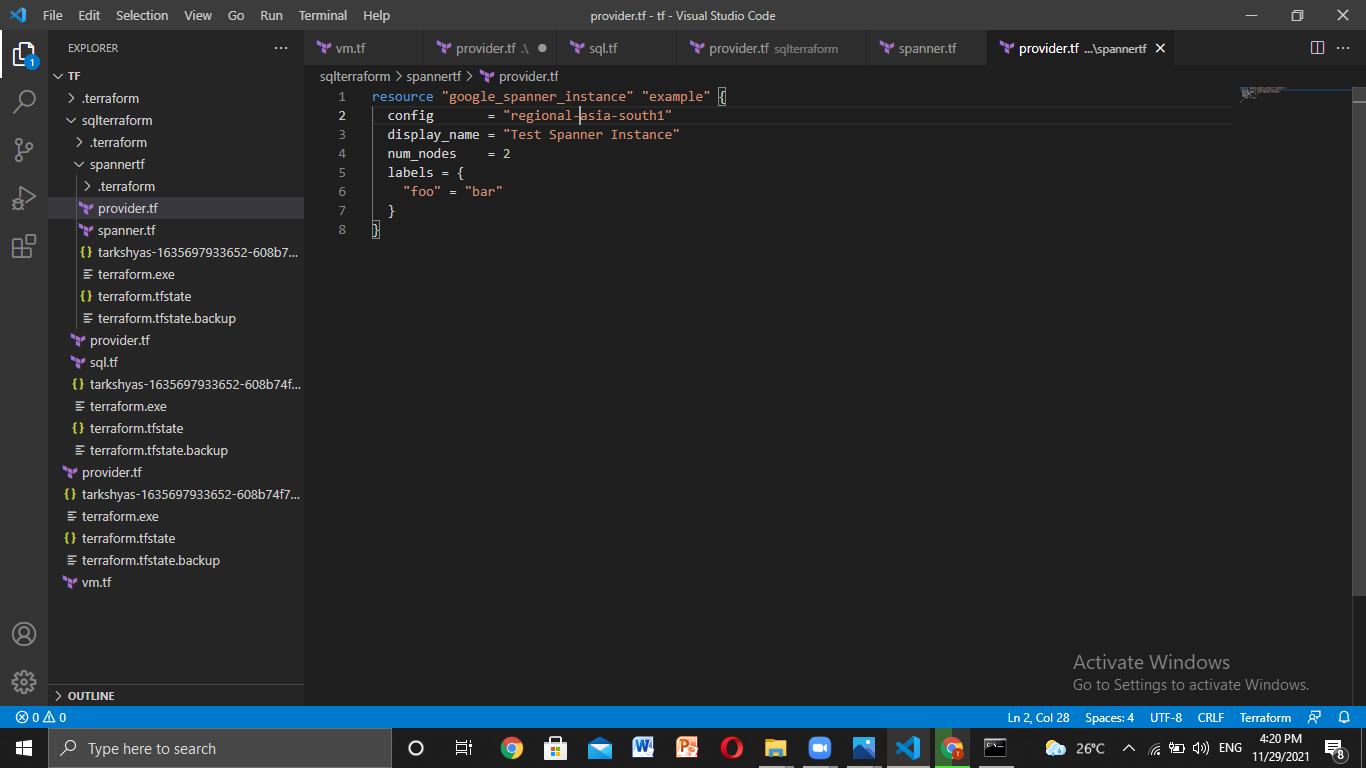 File Edit Selection View Go Run Terminal Help provider.tf - tf - Visual Studio Code
EXPLORER ...
vm.tf provider.tf .\ sql.tf provider.tf sqlterraform spanner.tf provider.tf ...\spannertf
1
TF
.terraform
sqlterraform
.terraform
spannertf
.terraform
provider.tf
spanner.tf
{} tarkshyas-1635697933652-608b7...
terraform.exe
{} terraform.tfstate
terraform.tfstate.backup
provider.tf
sql.tf
{} tarkshyas-1635697933652-608b74f...
terraform.exe
{} terraform.tfstate
terraform.tfstate.backup
provider.tf
{} tarkshyas-1635697933652-608b74f7...
terraform.exe
{} terraform.tfstate
terraform.tfstate.backup
vm.tf
OUTLINE
sqlterraform > spannertf > provider.tf
1 resource "google_spanner_instance" "example" {
2 config = "regional-asia-south1"
3 display_name = "Test Spanner Instance"
4 num_nodes = 2
5 labels = {
6 "foo" = "bar"
7 }
8 }
Activate Windows
Go to Settings to activate Windows.
0 0 Ln 2, Col 28 Spaces: 4 UTF-8 CRLF Terraform
Type here to search
26°C ENG
4:20 PM
11/29/2021
8